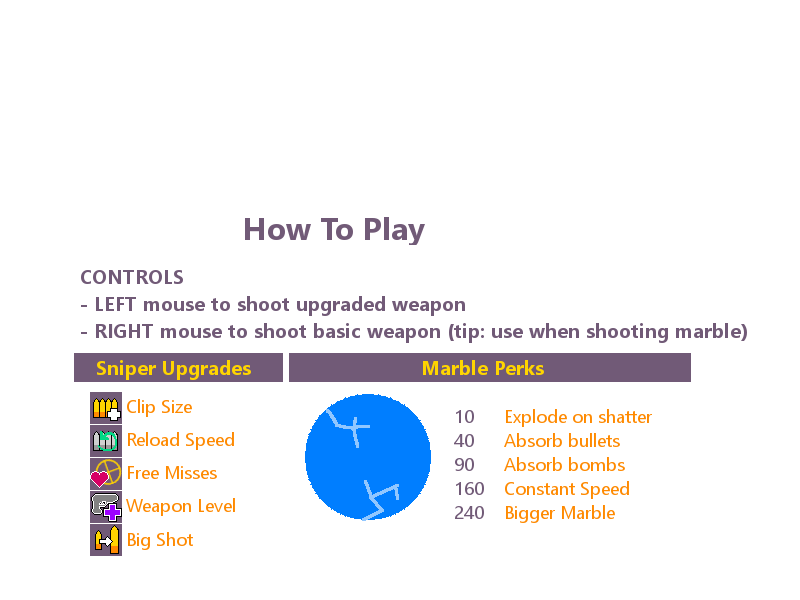 How To Play
CONTROLS
- LEFT mouse to shoot upgraded weapon
- RIGHT mouse to shoot basic weapon (tip: use when shooting marble)
Sniper Upgrades
Clip Size
Reload Speed
Free Misses
Weapon Level
Big Shot
Marble Perks
10 Explode on shatter
40 Absorb bullets
90 Absorb bombs
160 Constant Speed
240 Bigger Marble